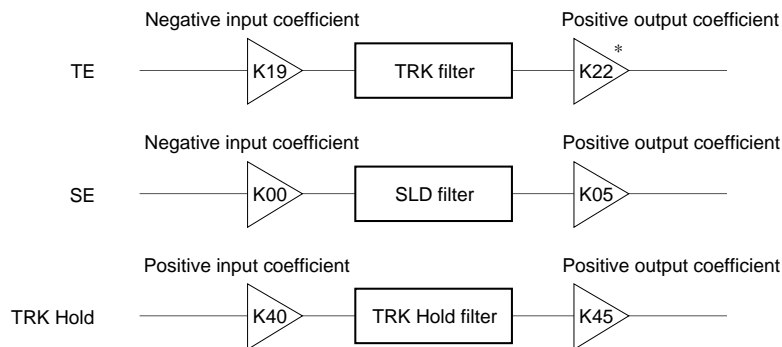 Negative input coefficient
Positive output coefficient
*
TE
K19
TRK filter
K22
Negative input coefficient
Positive output coefficient
SE
K00
SLD filter
K05
Positive input coefficient
Positive output coefficient
TRK Hold
K40
TRK Hold filter
K45